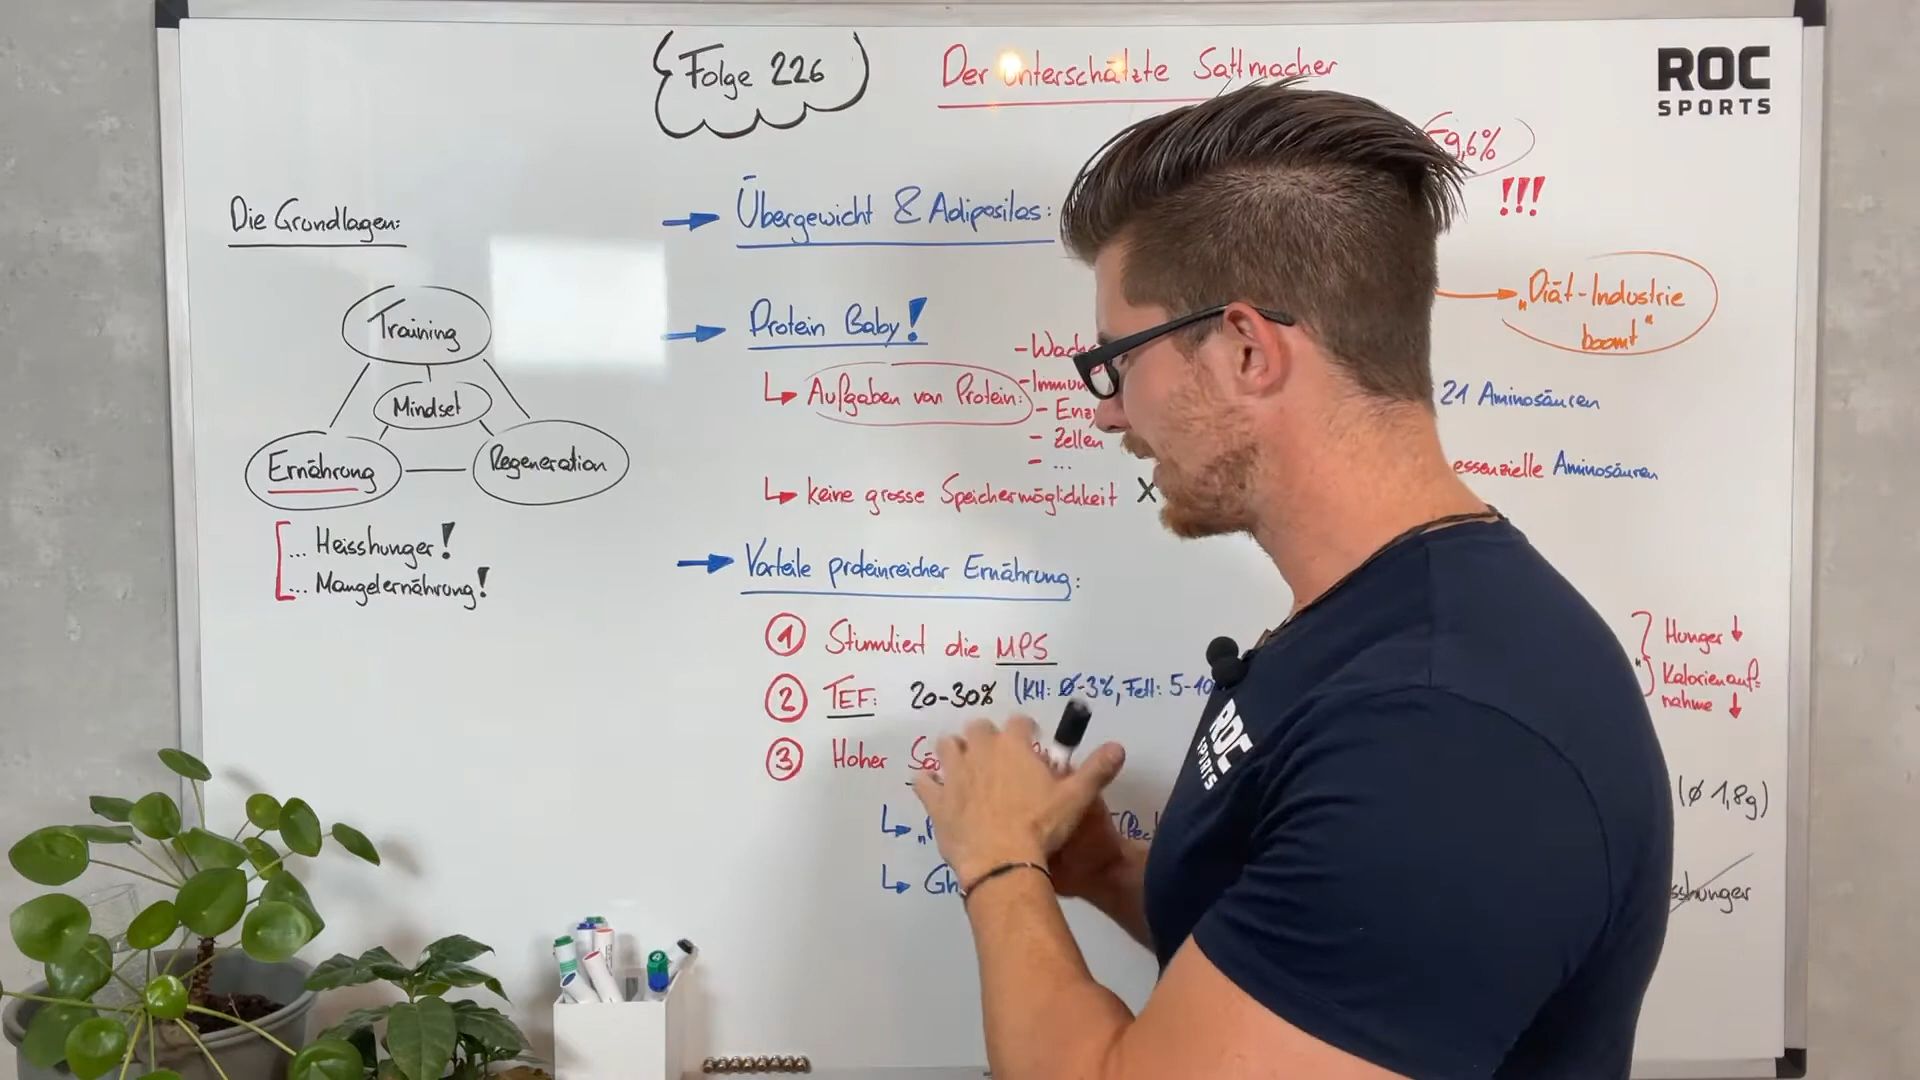 Folge 226
Der unterschätzte Sattmacher
ROC
SPORTS
9,6%
!!!
Die Grundlagen:
Training
Mindset
Ernährung
Regeneration
... Heisshunger!
... Mangelernährung!
→ Übergewicht & Adipositas:
→ „Diät-Industrie
boomt“
→ Protein Baby!
↳ Aufgaben von Protein:
- Wachs
- Immun
- Enz
- Zellen
- ...
21 Aminosäuren
essenzielle Aminosäuren
↳ keine grosse Speichermöglichkeit X
→ Vorteile proteinreicher Ernährung:
① Stimuliert die MPS
② TEF: 20-30% (KH: Ø-3%, Fett: 5-10
③ Hoher
Hunger ↓
Kalorienauf=
nahme ↓
(Ø 1,8g)
↳ Gh
sshunger
ROC
SPORTS